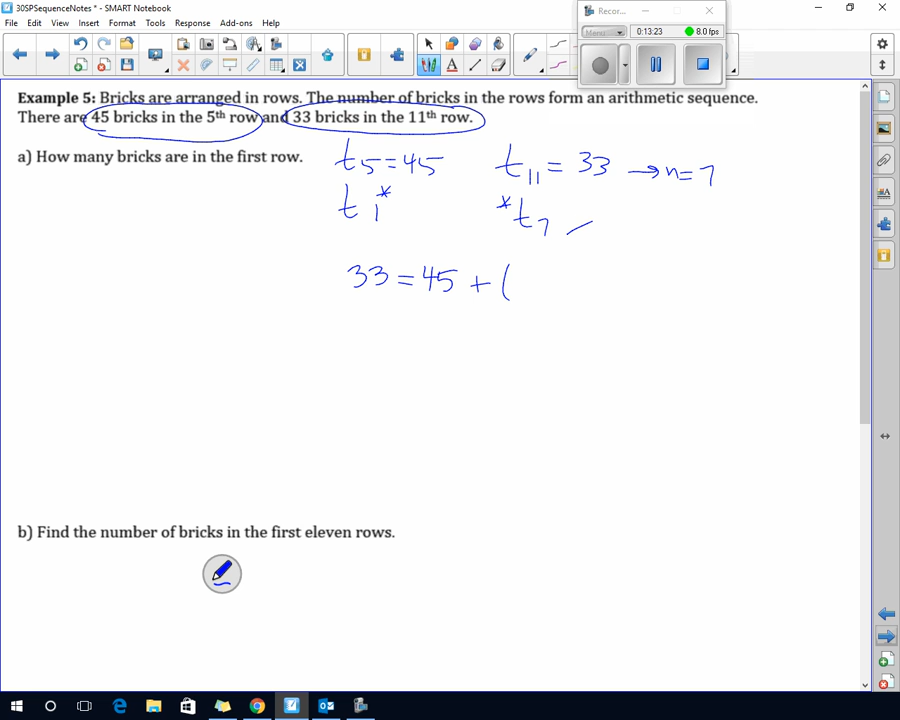 30SPSequenceNotes * - SMART Notebook
Recor...
File Edit View Insert Format Tools Response Add-ons Help
Menu 0:13:23 8.0 fps
Example 5: Bricks are arranged in rows. The number of bricks in the rows form an arithmetic sequence.
There are 45 bricks in the 5th row and 33 bricks in the 11th row.
a) How many bricks are in the first row. t5 = 45 t11 = 33 → n = 7
t1* *t7
33 = 45 + (
b) Find the number of bricks in the first eleven rows.